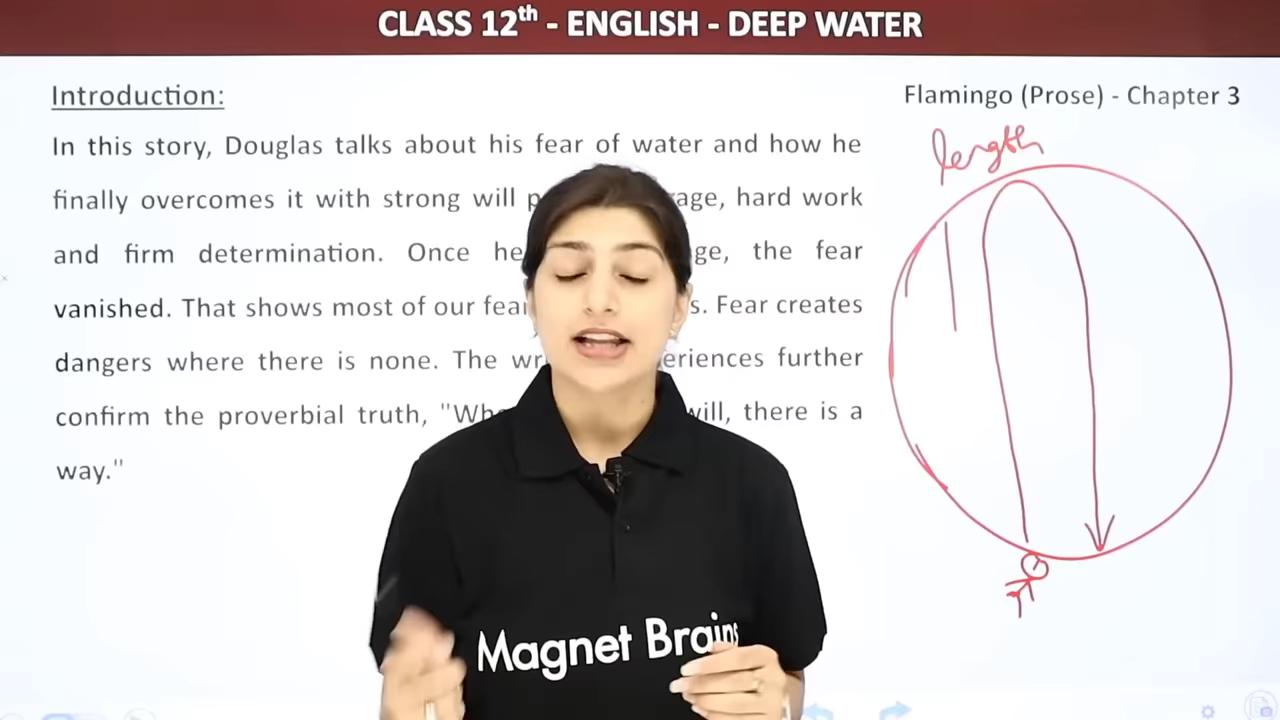 CLASS 12th - ENGLISH - DEEP WATER
Introduction:
Flamingo (Prose) - Chapter 3
length
In this story, Douglas talks about his fear of water and how he
finally overcomes it with strong will hard work
and firm determination. Once he the fear
vanished. That shows most of our Fear creates
dangers where there is none. The further
confirm the proverbial truth, there is a
way."
Magnet Brains